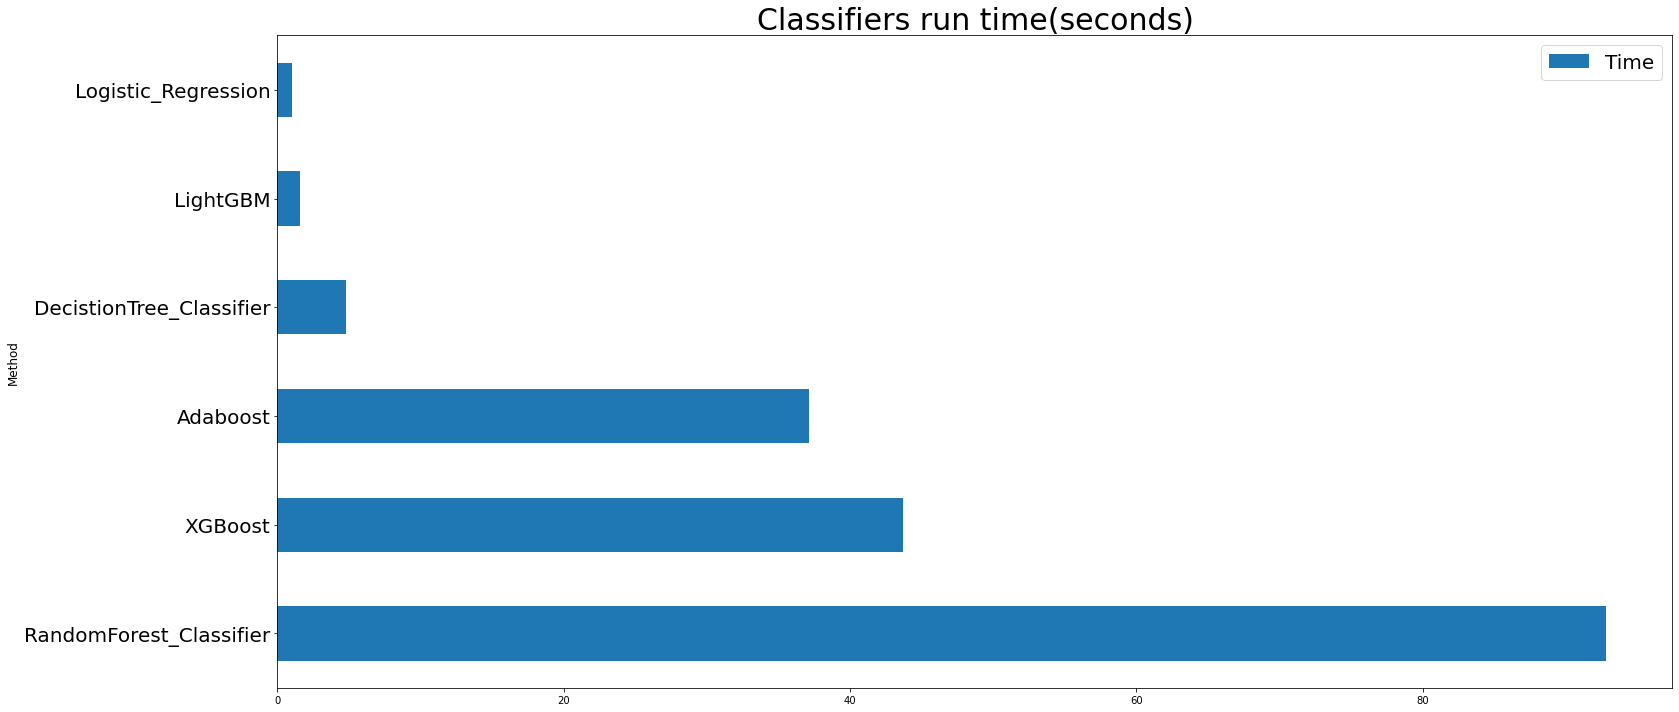 Classifiers run time(seconds)
Time
Logistic_Regression
LightGBM
DecistionTree_Classifier
Adaboost
XGBoost
RandomForest_Classifier
Method
0 20 40 60 80